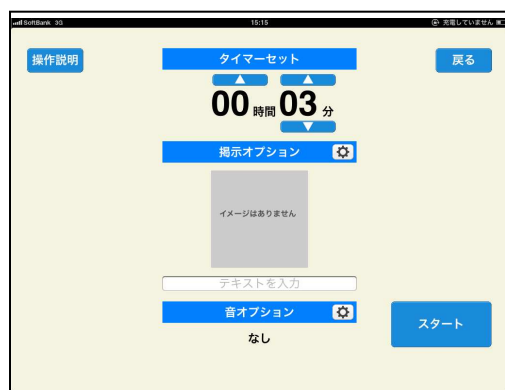 SoftBank 3G 15:15 充電していません
操作説明 タイマーセット 戻る
00 時間 03 分
掲示オプション
イメージはありません
テキストを入力
音オプション
スタート
なし